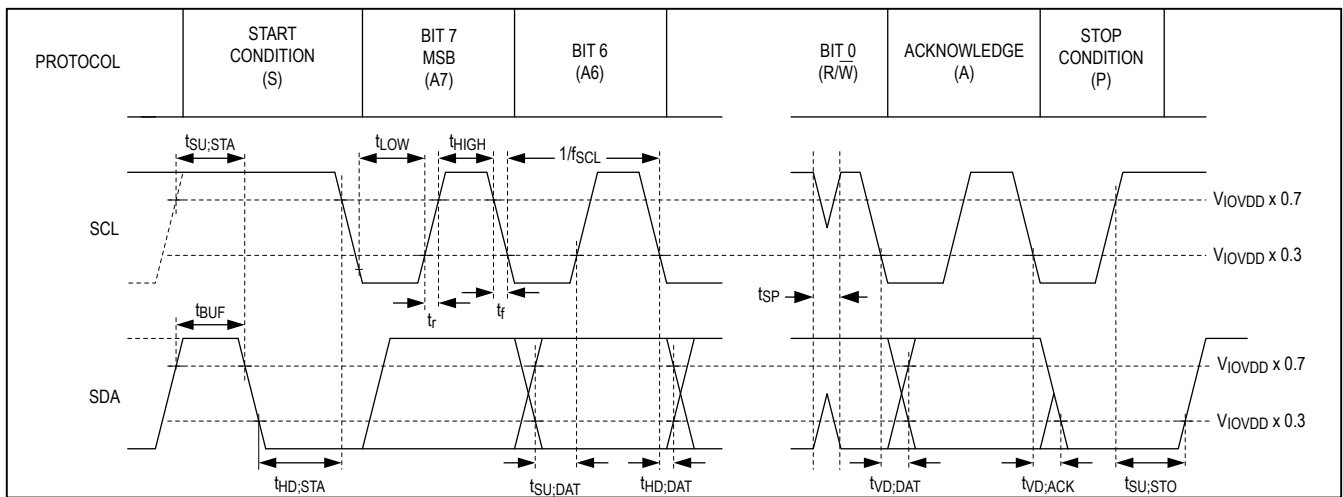 PROTOCOL
START
CONDITION
(S)
BIT 7
MSB
(A7)
BIT 6
(A6)
BIT 0
(R/W̅)
ACKNOWLEDGE
(A)
STOP
CONDITION
(P)
tSU;STA
tLOW
tHIGH
1/fSCL
SCL
VIOVDD x 0.7
VIOVDD x 0.3
tBUF
tr
tf
tSP
SDA
VIOVDD x 0.7
VIOVDD x 0.3
tHD;STA
tSU;DAT
tHD;DAT
tVD;DAT
tVD;ACK
tSU;STO